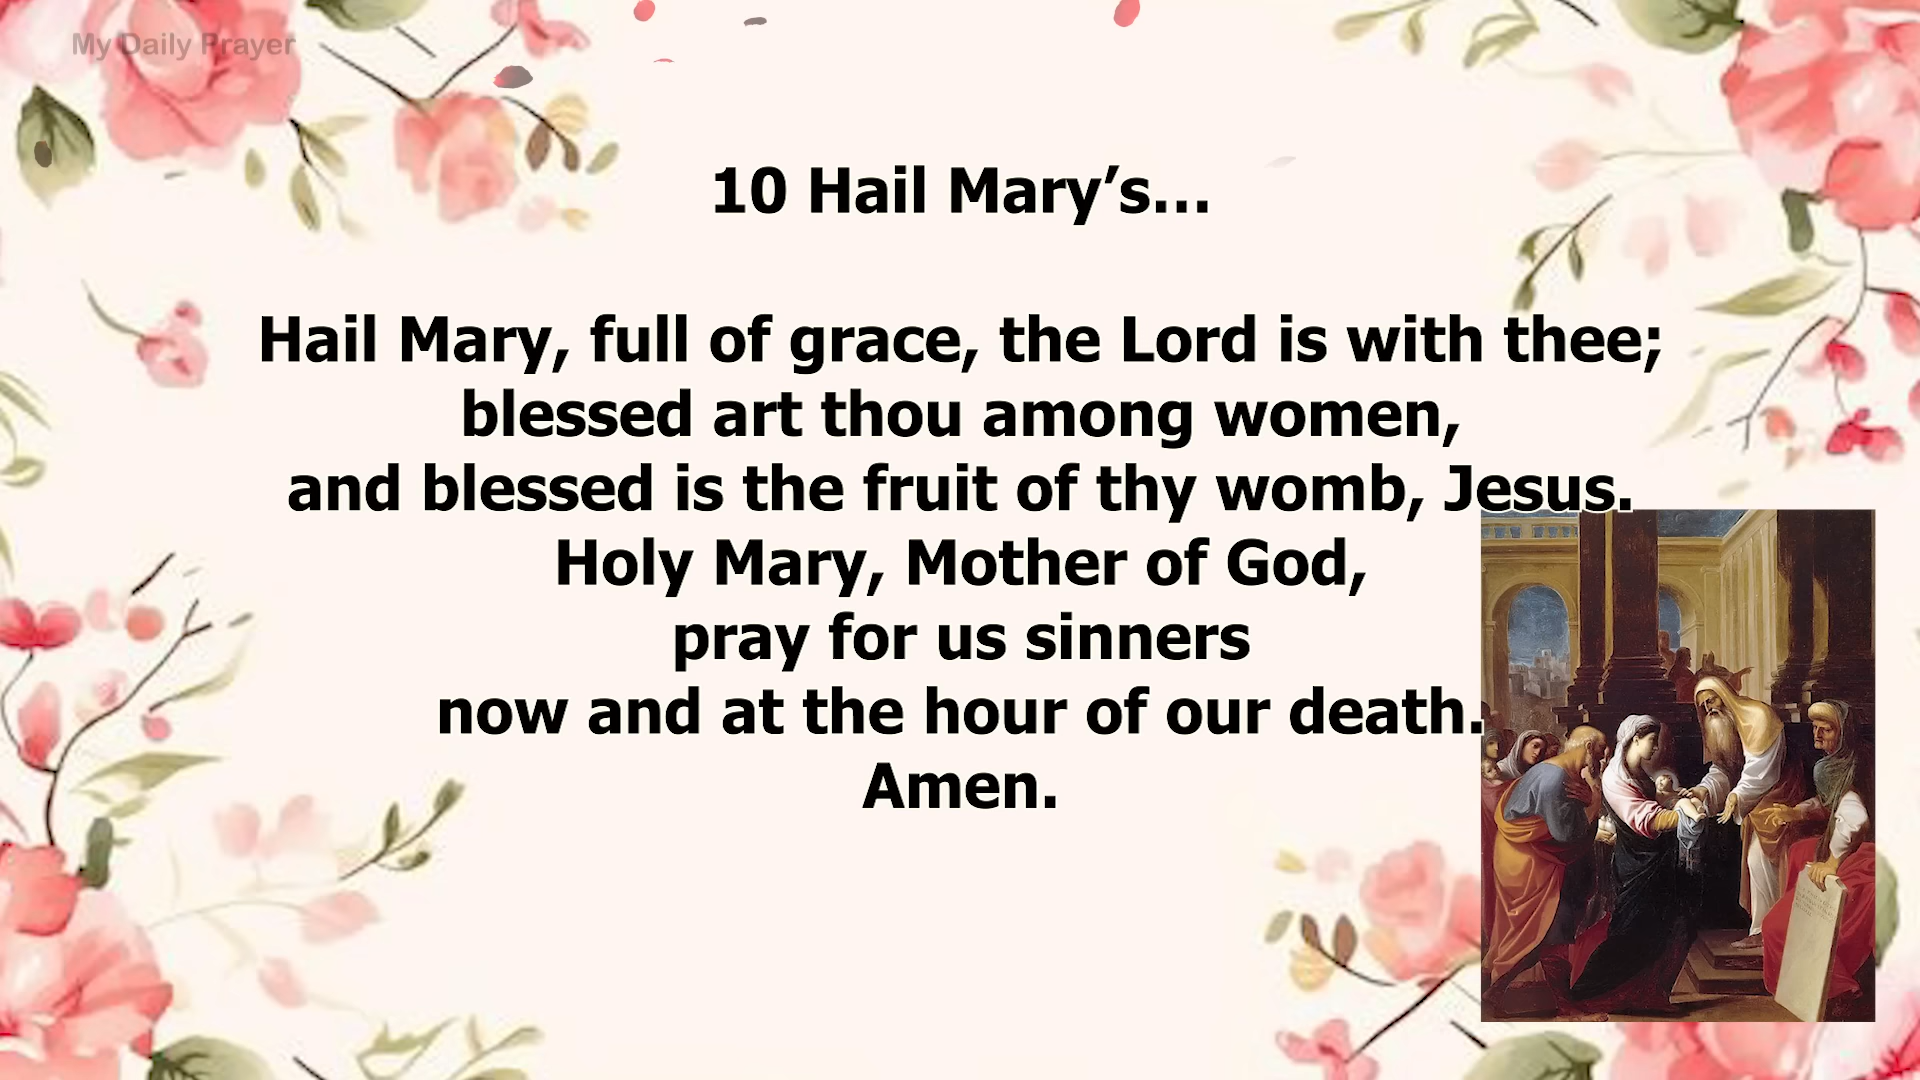 My Daily Prayer
10 Hail Mary’s...
Hail Mary, full of grace, the Lord is with thee;
blessed art thou among women,
and blessed is the fruit of thy womb, Jesus.
Holy Mary, Mother of God,
pray for us sinners
now and at the hour of our death.
Amen.